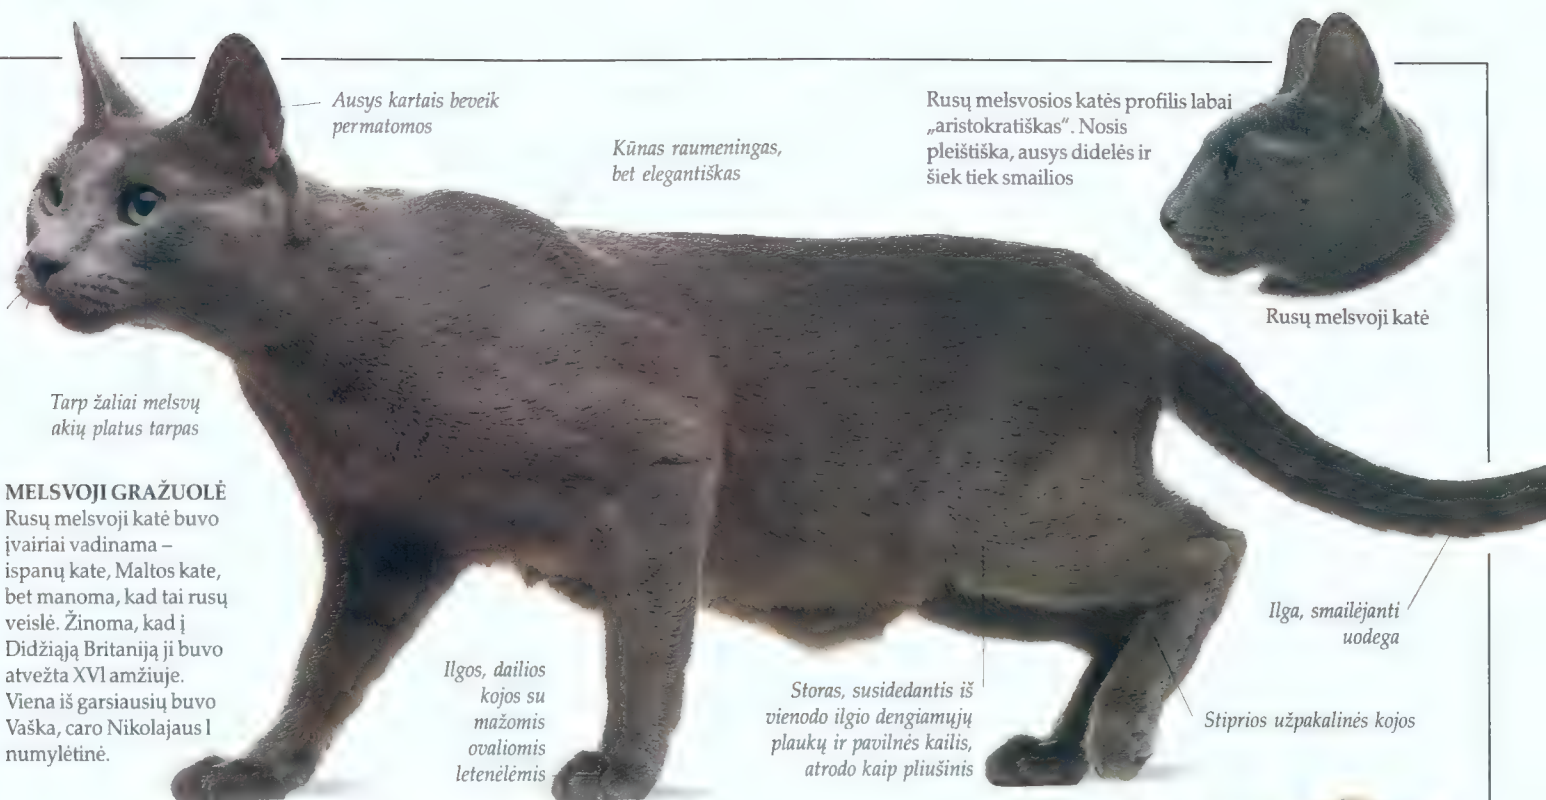 Ausys kartais beveik
permatomos
Kūnas raumeningas,
bet elegantiškas
Rusų melsvosios katės profilis labai
„aristokratiškas“. Nosis
pleištiška, ausys didelės ir
šiek tiek smailios
Rusų melsvoji katė
Tarp žaliai melsvų
akių platus tarpas
MELSVOJI GRAŽUOLĖ
Rusų melsvoji katė buvo
įvairiai vadinama –
ispanų kate, Maltos kate,
bet manoma, kad tai rusų
veislė. Žinoma, kad į
Didžiąją Britaniją ji buvo
atvežta XVI amžiuje.
Viena iš garsiausių buvo
Vaška, caro Nikolajaus I
numylėtinė.
Ilgos, dailios
kojos su
mažomis
ovaliomis
letenėlėmis
Storas, susidedantis iš
vienodo ilgio dengiamųjų
plaukų ir pavilnės kailis,
atrodo kaip pliušinis
Stiprios užpakalinės kojos
Ilga, smailėjanti
uodega